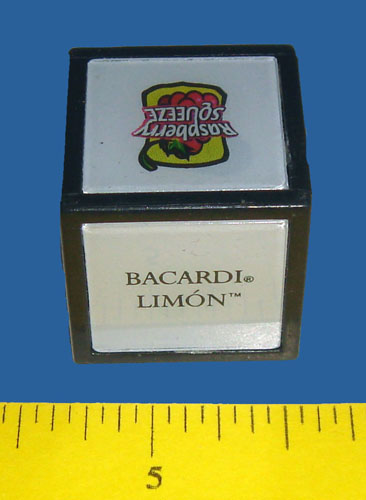 Raspberry
SQUEEZE
BACARDI®
LIMÓN™
5